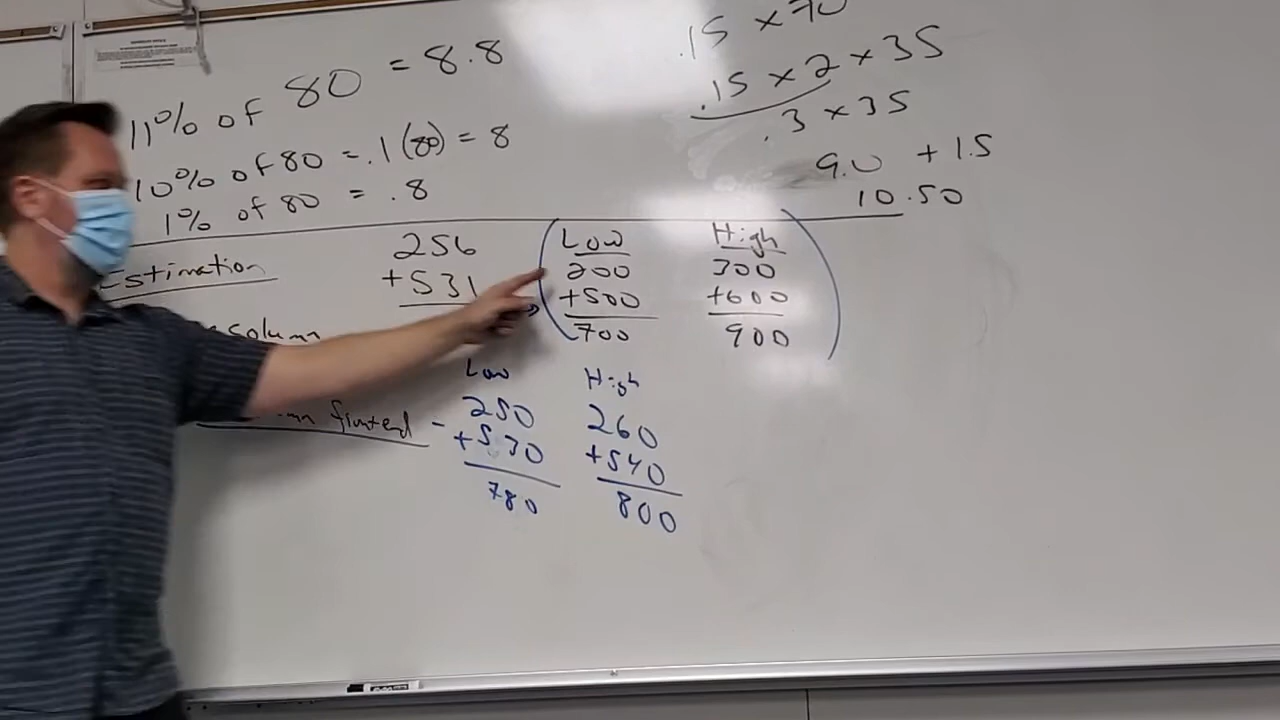 11% of 80 = 8.8
10% of 80 = .1 (80) = 8
1% of 80 = .8
.15 x 70
.15 x 2 x 35
.3 x 35
9.0 + 1.5
10.50
Estimation
256
+531
Low
200
+500
700
High
300
+600
900
column
front end -
Low
250
+530
780
High
260
+540
800